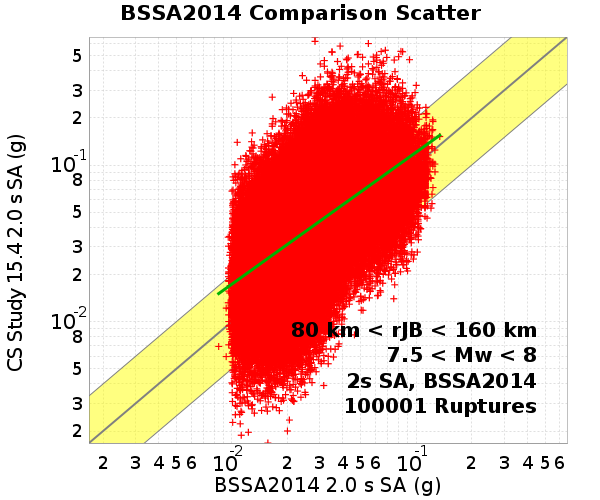 BSSA2014 Comparison Scatter
CS Study 15.4 2.0 s SA (g)
5
3
2
10-1
8
5
3
2
10-2
8
5
3
2
80 km < rJB < 160 km
7.5 < Mw < 8
2s SA, BSSA2014
100001 Ruptures
2 3 4 5 6 10-2 2 3 4 5 6 10-1 2 3 4 5 6
BSSA2014 2.0 s SA (g)